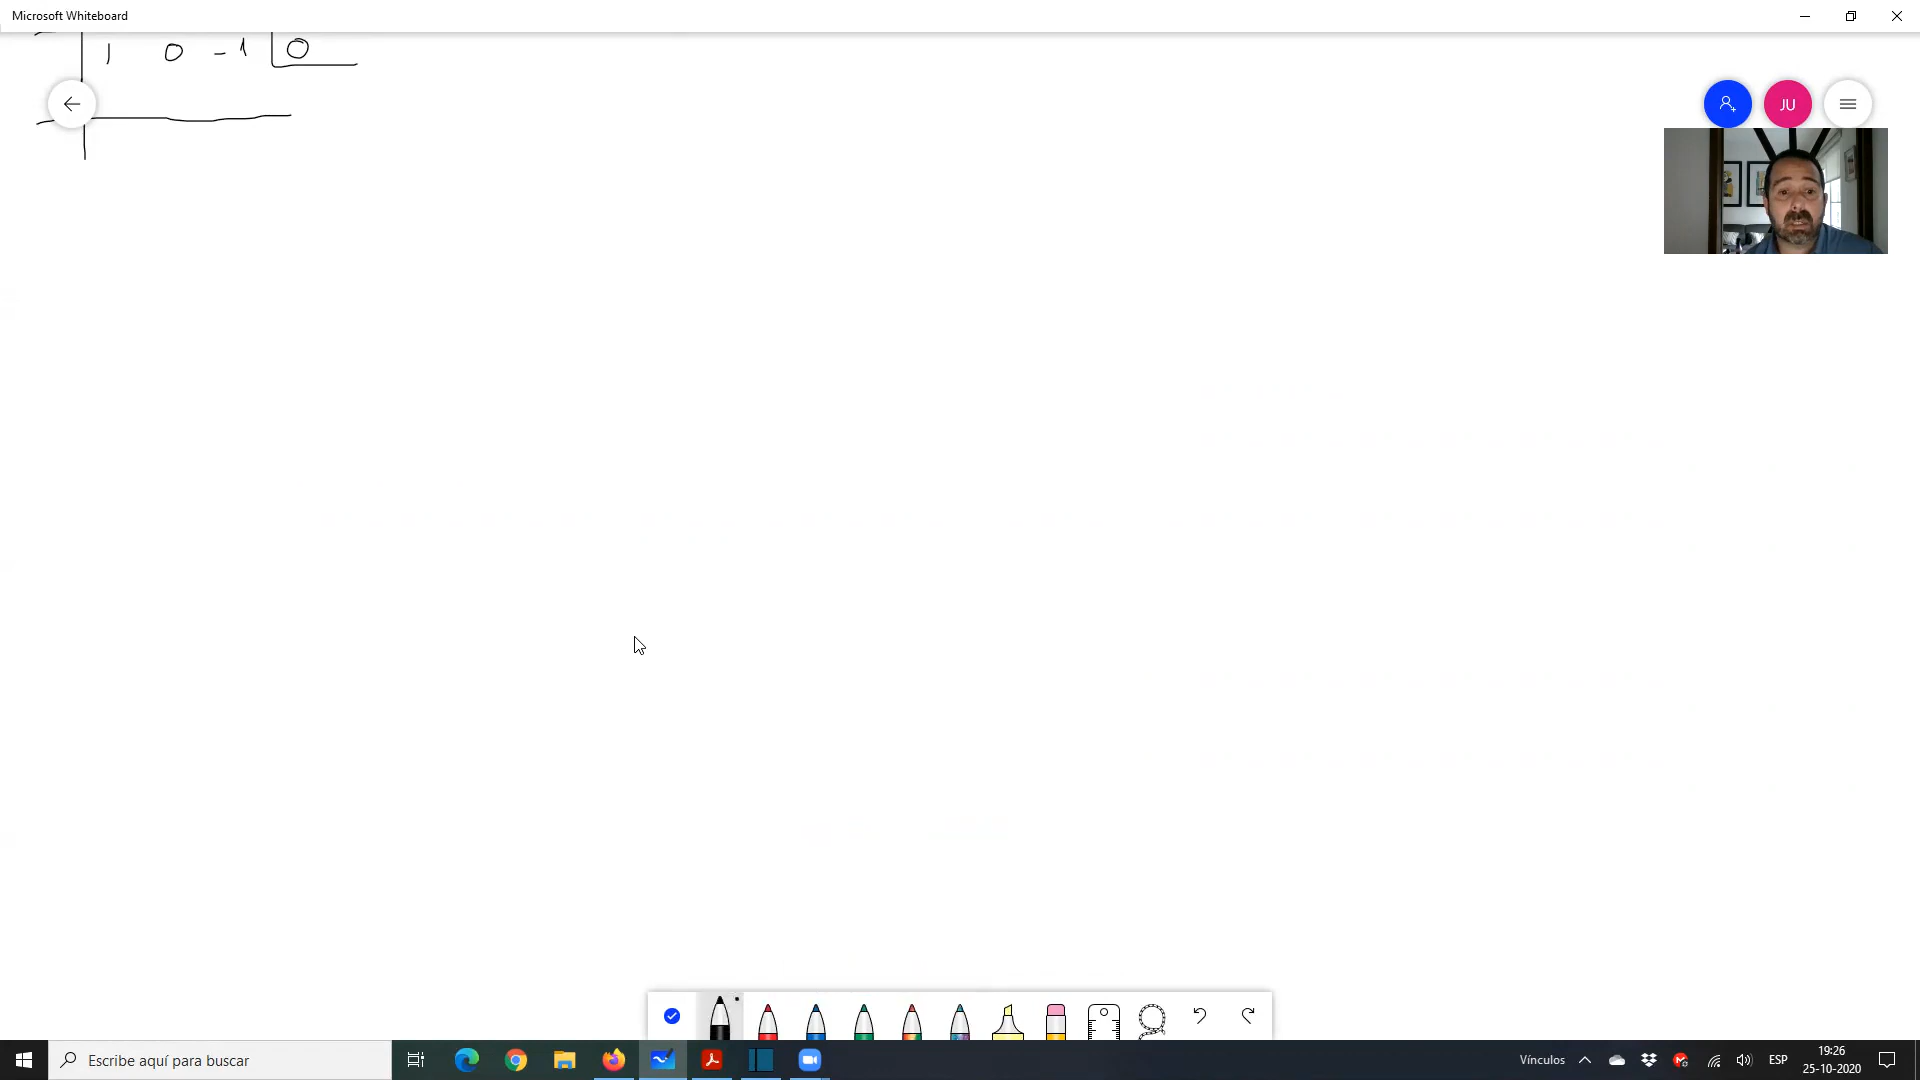 Microsoft Whiteboard
1 0 -1 0
JU
Escribe aquí para buscar
Vínculos
ESP
19:26
25-10-2020